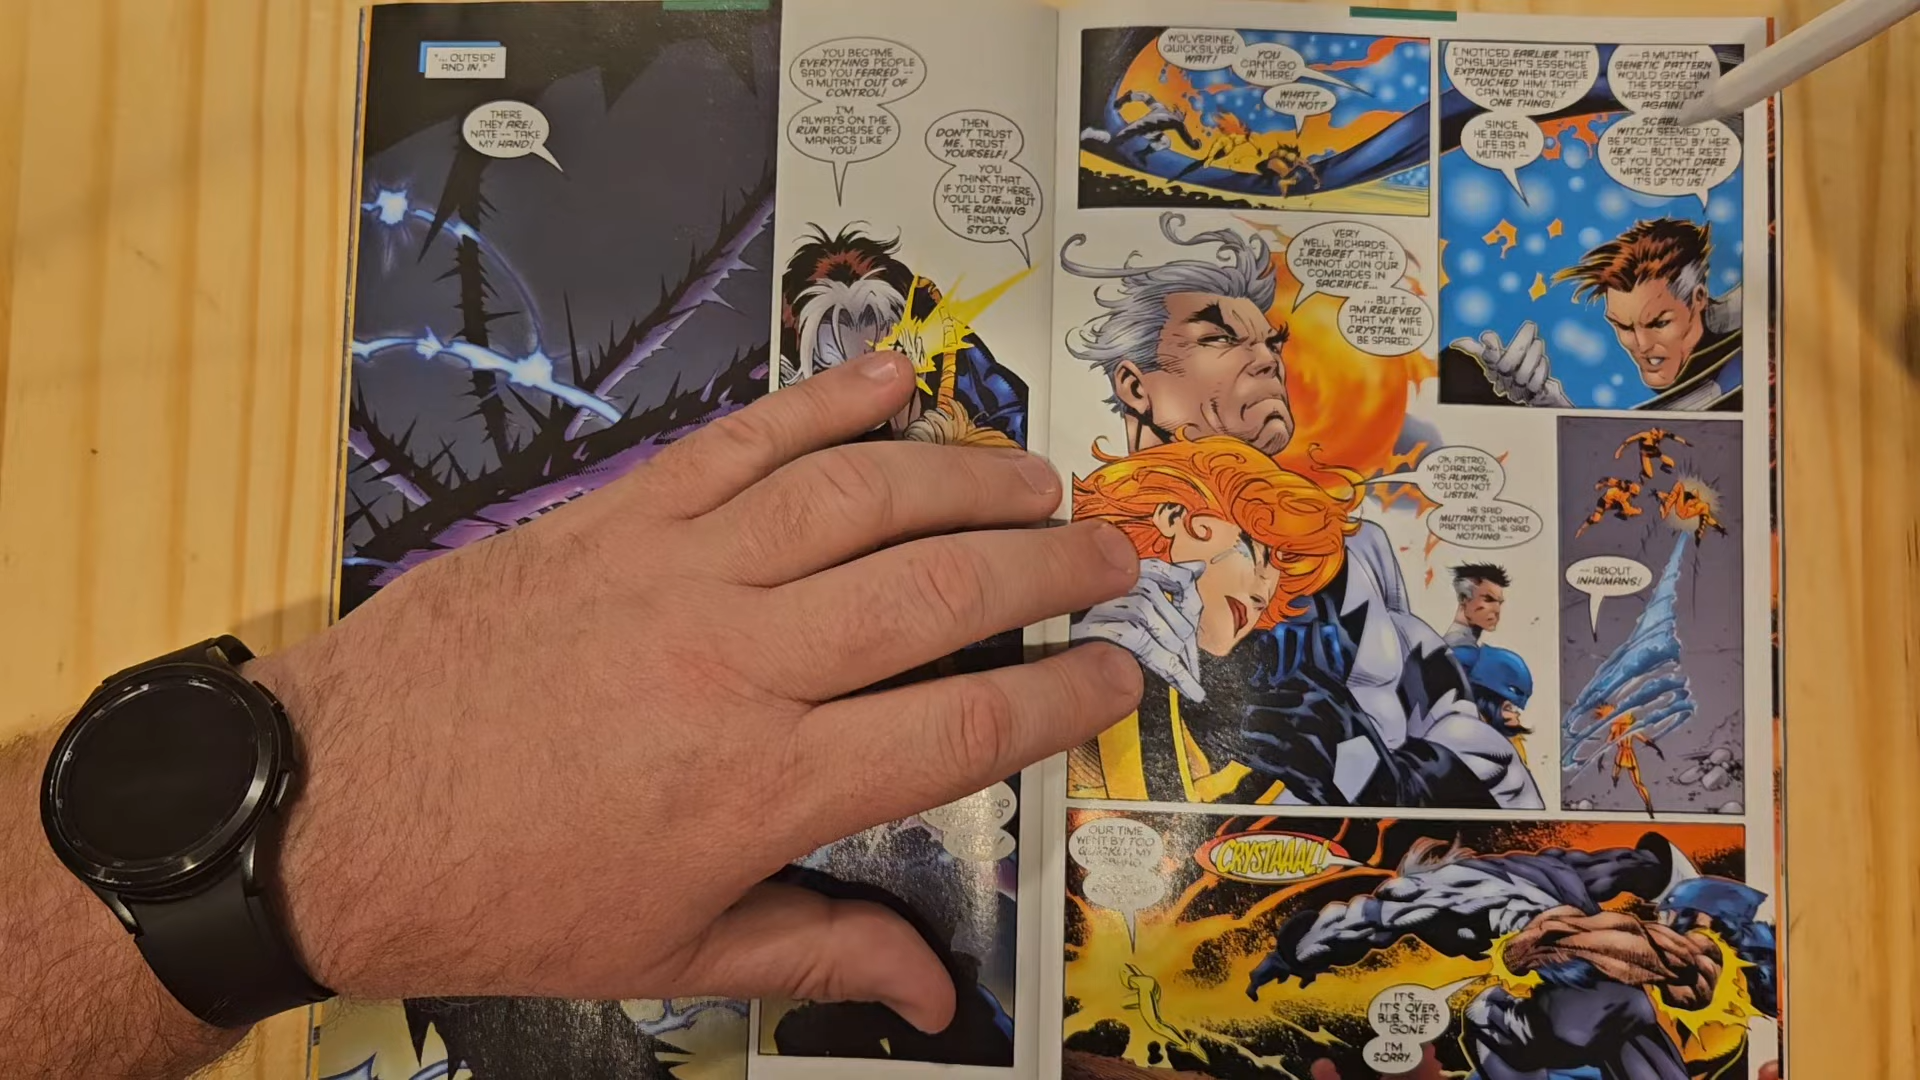 "... OUTSIDE
AND IN."
THERE
THEY ARE!
NATE -- TAKE
MY HAND!
YOU BECAME
EVERYTHING PEOPLE
SAID YOU FEARED --
A MUTANT OUT OF
CONTROL!
I'M
ALWAYS ON THE
RUN BECAUSE OF
MANIACS LIKE
YOU!
THEN
DON'T TRUST
ME. TRUST
YOURSELF!
YOU
THINK THAT
IF YOU STAY HERE,
YOU'LL DIE... BUT
THE RUNNING
FINALLY
STOPS.
WOLVERINE!
QUICKSILVER!
WAIT!
YOU
CAN'T GO
IN THERE!
WHAT?
WHY NOT?
I NOTICED EARLIER THAT
ONSLAUGHT'S ESSENCE
EXPANDED WHEN ROGUE
TOUCHED HIM! THAT
CAN MEAN ONLY
ONE THING!
SINCE
HE BEGAN
LIFE AS A
MUTANT --
-- A MUTANT
GENETIC PATTERN
WOULD GIVE HIM
THE PERFECT
MEANS TO LIVE
AGAIN!
SCARLET
WITCH SEEMED TO
BE PROTECTED BY HER
HEX -- BUT THE REST
OF YOU DON'T DARE
MAKE CONTACT!
IT'S UP TO US!
VERY
WELL, RICHARDS.
I REGRET THAT I
CANNOT JOIN OUR
COMRADES IN
SACRIFICE...
... BUT I
AM RELIEVED
THAT MY WIFE
CRYSTAL WILL
BE SPARED.
OH, PIETRO,
MY DARLING...
AS ALWAYS,
YOU DO NOT
LISTEN.
HE SAID
MUTANTS CANNOT
PARTICIPATE. HE SAID
NOTHING --
-- ABOUT
INHUMANS!
OUR TIME
WENT BY TOO
QUICKLY, MY
HUSBAND.
CRYSTAAAL!
IT'S...
IT'S OVER,
BUB. SHE'S
GONE.
I'M
SORRY.